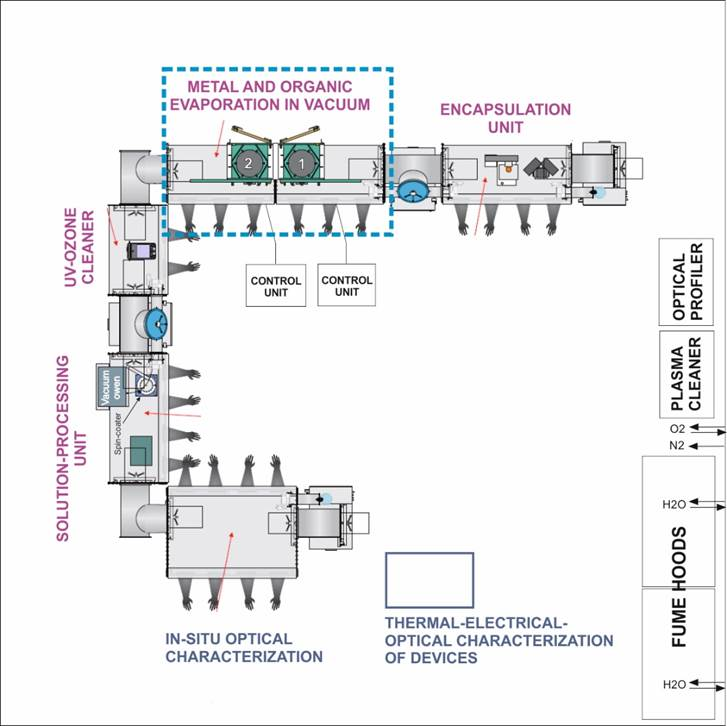 METAL AND ORGANIC
EVAPORATION IN VACUUM
ENCAPSULATION
UNIT
2
1
UV-OZONE
CLEANER
CONTROL
UNIT
CONTROL
UNIT
OPTICAL
PROFILER
PLASMA
CLEANER
O2
N2
SOLUTION-PROCESSING
UNIT
Vacuum
owen
Spin-coater
H2O
FUME HOODS
H2O
IN-SITU OPTICAL
CHARACTERIZATION
THERMAL-ELECTRICAL-
OPTICAL CHARACTERIZATION
OF DEVICES